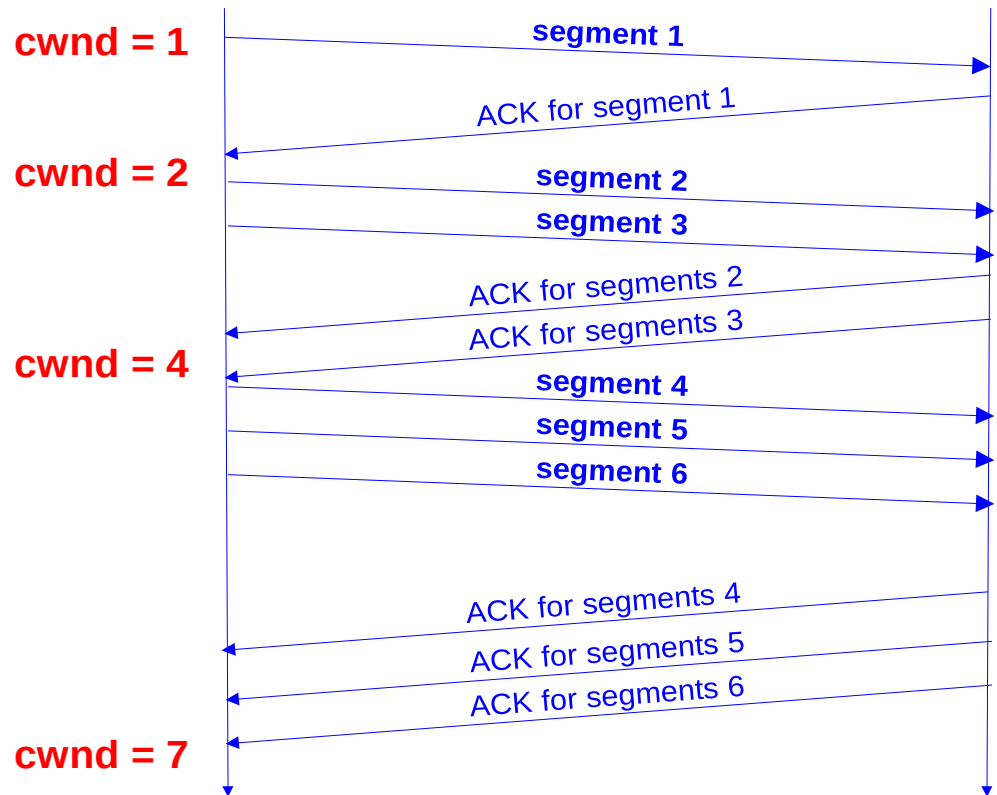 cwnd = 1
segment 1
ACK for segment 1
cwnd = 2
segment 2
segment 3
ACK for segments 2
ACK for segments 3
cwnd = 4
segment 4
segment 5
segment 6
ACK for segments 4
ACK for segments 5
ACK for segments 6
cwnd = 7